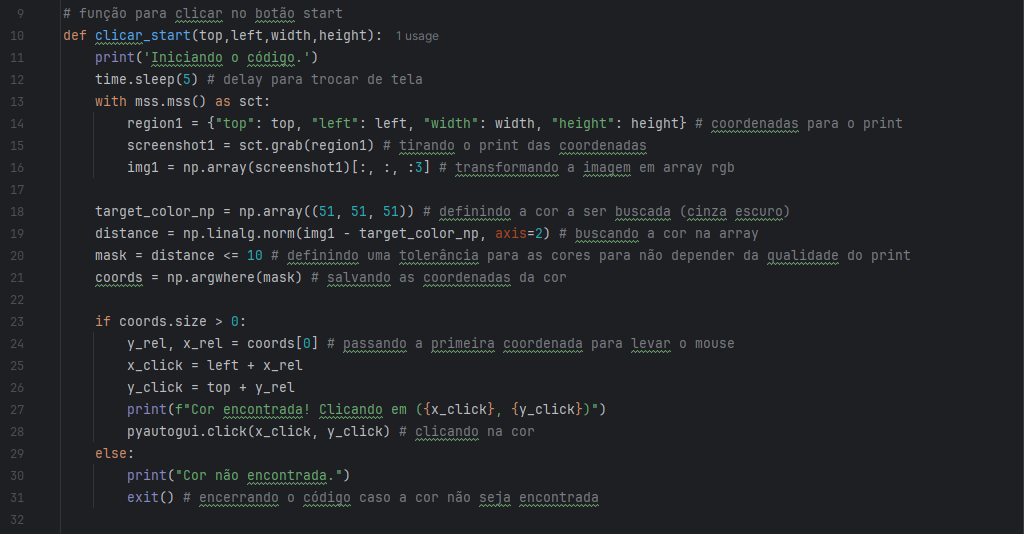 9 # função para clicar no botão start
10 def clicar_start(top,left,width,height): 1 usage
11 print('Iniciando o código.')
12 time.sleep(5) # delay para trocar de tela
13 with mss.mss() as sct:
14 region1 = {"top": top, "left": left, "width": width, "height": height} # coordenadas para o print
15 screenshot1 = sct.grab(region1) # tirando o print das coordenadas
16 img1 = np.array(screenshot1)[:, :, :3] # transformando a imagem em array rgb
17
18 target_color_np = np.array((51, 51, 51)) # definindo a cor a ser buscada (cinza escuro)
19 distance = np.linalg.norm(img1 - target_color_np, axis=2) # buscando a cor na array
20 mask = distance <= 10 # definindo uma tolerância para as cores para não depender da qualidade do print
21 coords = np.argwhere(mask) # salvando as coordenadas da cor
22
23 if coords.size > 0:
24 y_rel, x_rel = coords[0] # passando a primeira coordenada para levar o mouse
25 x_click = left + x_rel
26 y_click = top + y_rel
27 print(f"Cor encontrada! Clicando em ({x_click}, {y_click})")
28 pyautogui.click(x_click, y_click) # clicando na cor
29 else:
30 print("Cor não encontrada.")
31 exit() # encerrando o código caso a cor não seja encontrada
32